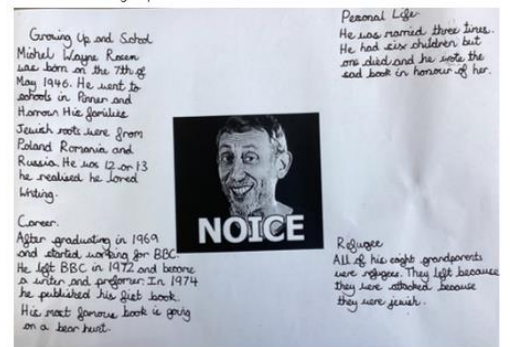 Growing Up and School
Michel Wayne Rosen
was born on the 7th of
May 1946. He went to
schools in Pinner and
Harrow His families
Jewish roots were from
Poland Romania and
Russia. He was 12 or 13
he realised he loved
Writing.
Career.
After graduating in 1969
and started working for BBC.
He left BBC in 1972 and became
a writer and profomer. In 1974
he published his fist book.
His most famous book is going
on a bear hunt.
NOICE
Personal Life
He was married three times.
He had six children but
one died and he wrote the
sad book in honour of her.
Refugee
All of his eight grandparents
were refugees. They left because
they were attacked because
they were jewish.